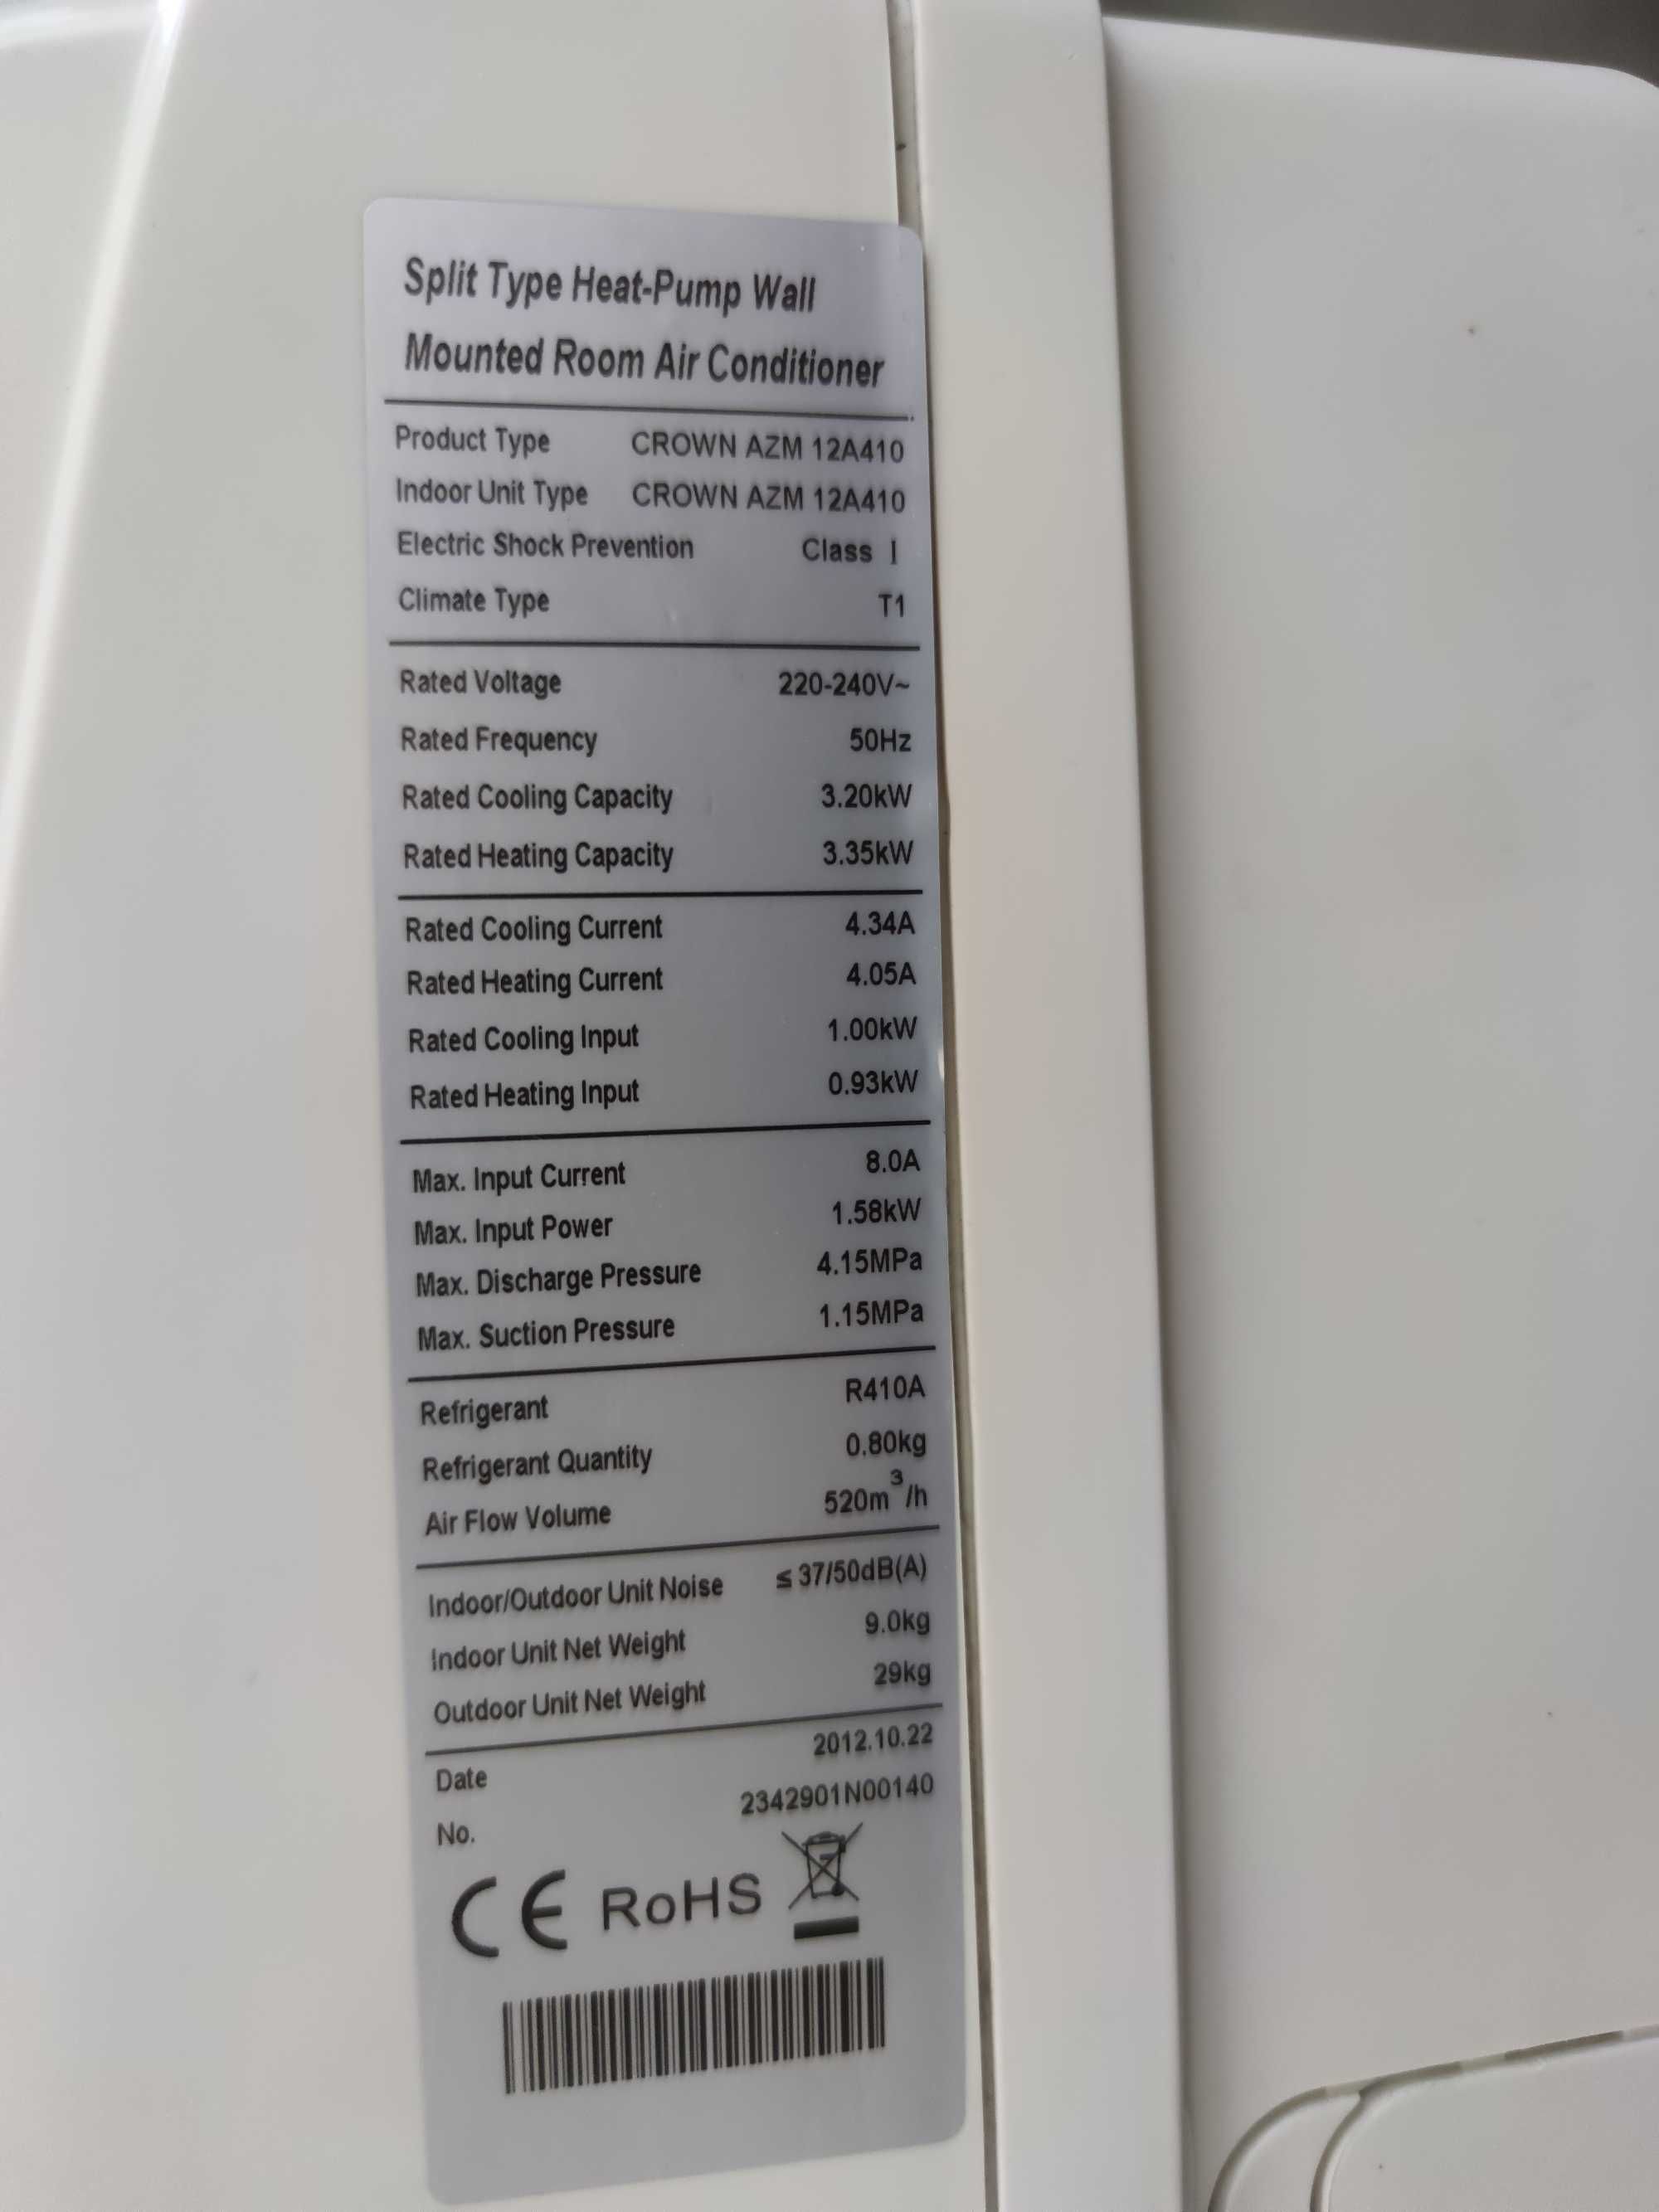 Split Type Heat-Pump Wall
Mounted Room Air Conditioner
Product Type CROWN AZM 12A410
Indoor Unit Type CROWN AZM 12A410
Electric Shock Prevention Class I
Climate Type T1
Rated Voltage 220-240V~
Rated Frequency 50Hz
Rated Cooling Capacity 3.20kW
Rated Heating Capacity 3.35kW
Rated Cooling Current 4.34A
Rated Heating Current 4.05A
Rated Cooling Input 1.00kW
Rated Heating Input 0.93kW
Max. Input Current 8.0A
Max. Input Power 1.58kW
Max. Discharge Pressure 4.15MPa
Max. Suction Pressure 1.15MPa
Refrigerant R410A
Refrigerant Quantity 0.80kg
Air Flow Volume 520m³/h
Indoor/Outdoor Unit Noise ≤37/50dB(A)
Indoor Unit Net Weight 9.0kg
Outdoor Unit Net Weight 29kg
Date 2012.10.22
No. 2342901N00140
CE RoHS